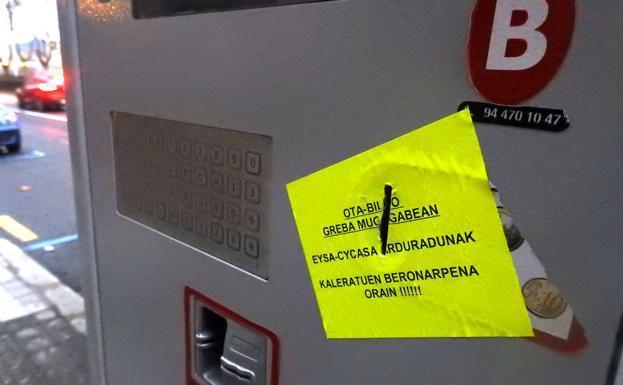 B
94 470 10 47
OTA-BILBO
GREBA MUGAGABEAN
EYSA-CYCASA ARDURADUNAK
KALERATUEN BERONARPENA
ORAIN !!!!!!